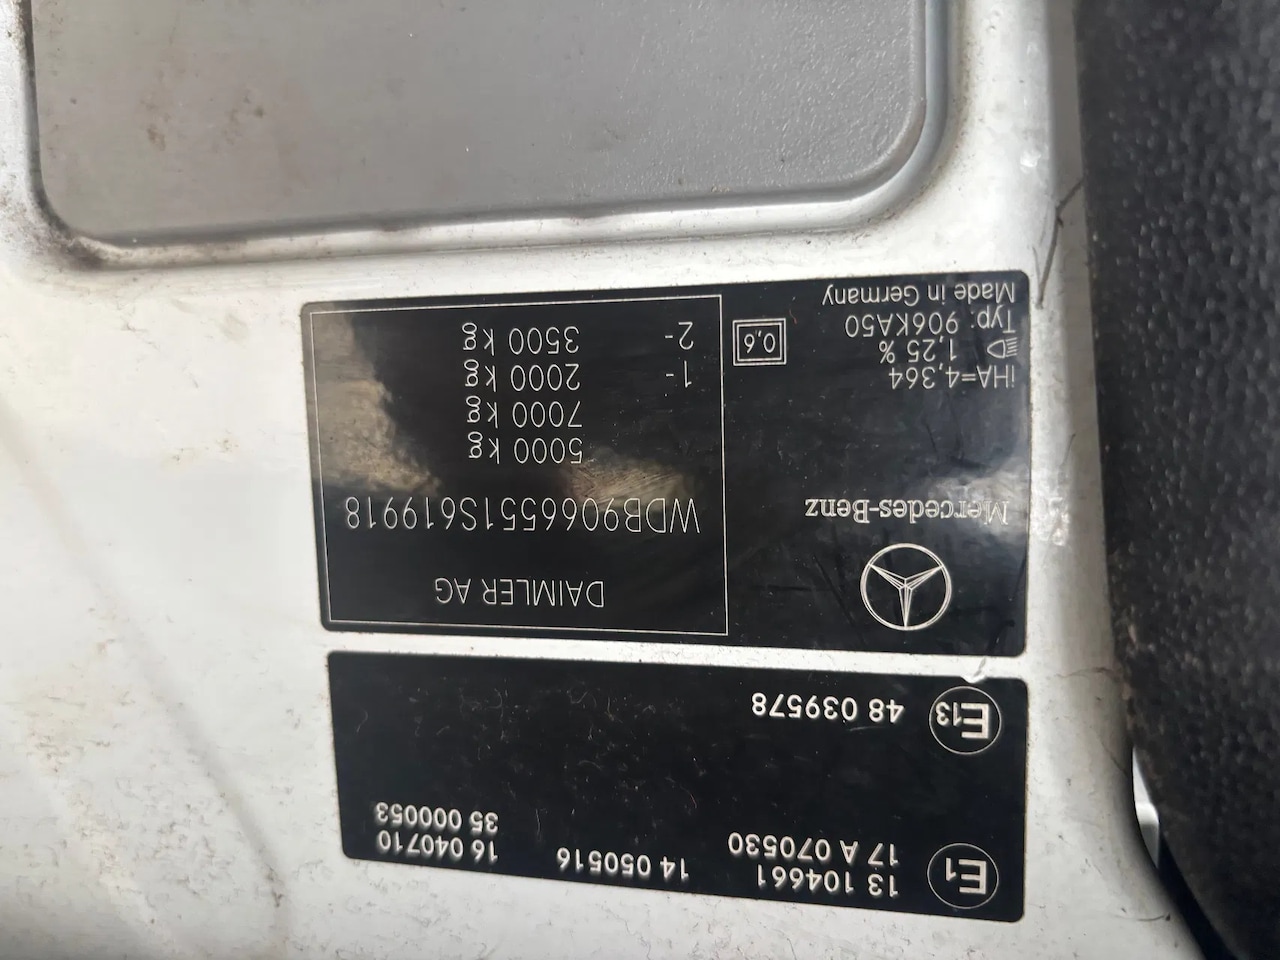 E1 13 104661 14 050516 16 040710
17 A 070530 35 000053
E13 48 039578
DAIMLER AG
WDB9066551S619918
5000 kg
7000 kg
1- 2000 kg
2- 3500 kg
Mercedes-Benz
iHA=4,364
1,25 %
Typ: 906KA50
Made in Germany
0,6